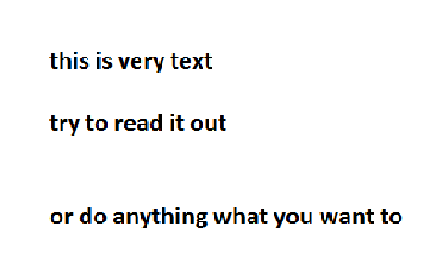 this is very text
try to read it out
or do anything what you want to